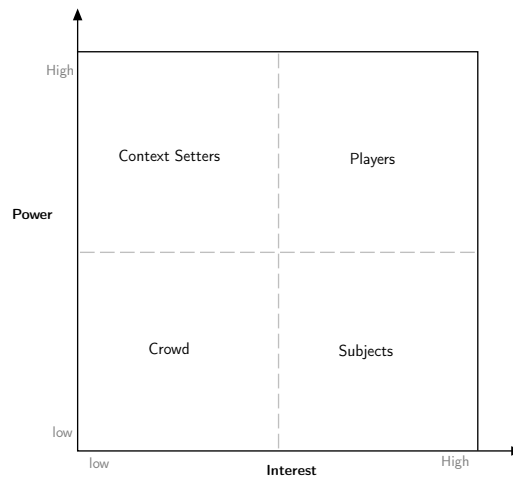 High
Context Setters
Players
Power
Crowd
Subjects
low
low
High
Interest